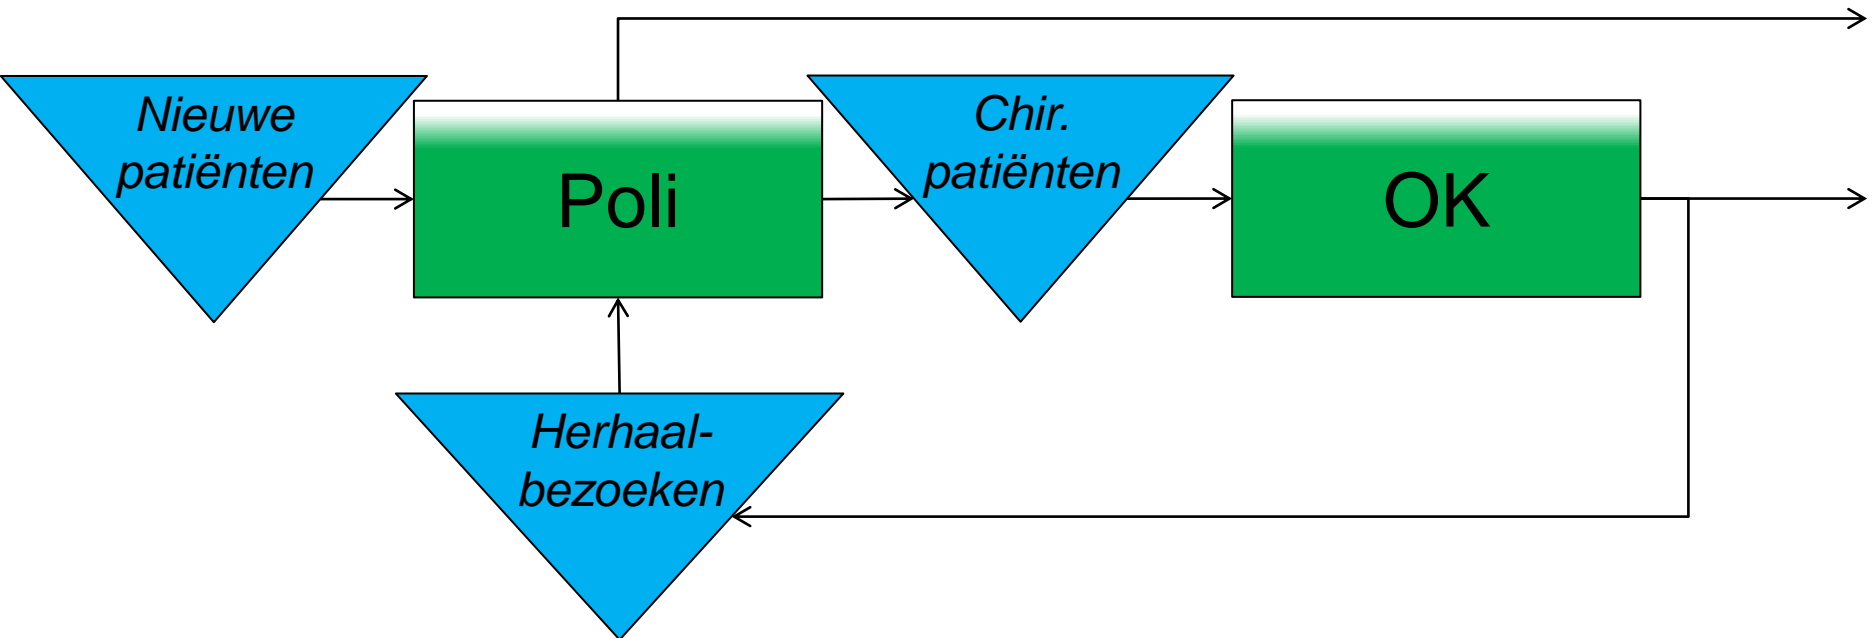 Nieuwe
patiënten
Poli
Chir.
patiënten
OK
Herhaal-
bezoeken